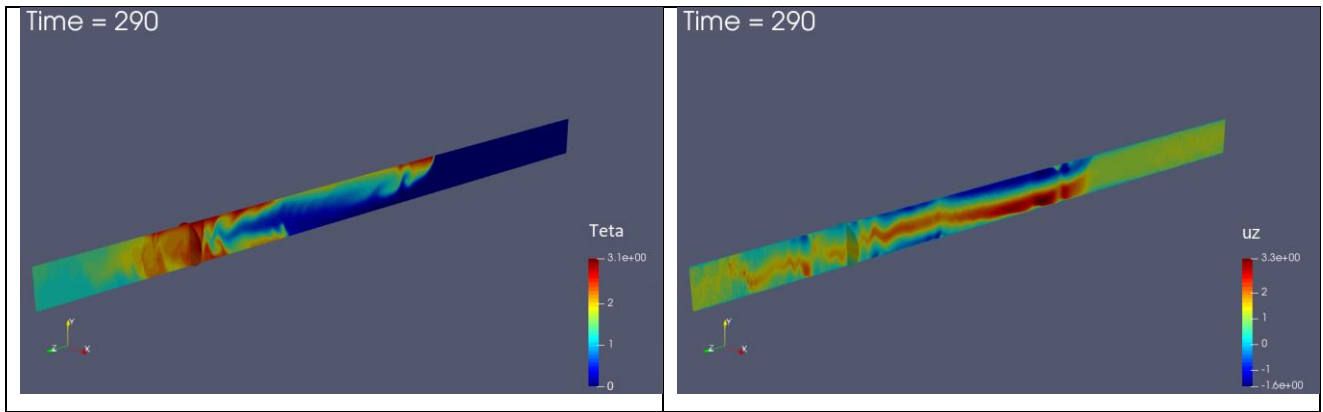 Time = 290
Teta
3.1e+00
2
1
0
Y
Z
X
Time = 290
uz
3.3e+00
2
1
0
-1
-1.6e+00
Y
Z
X